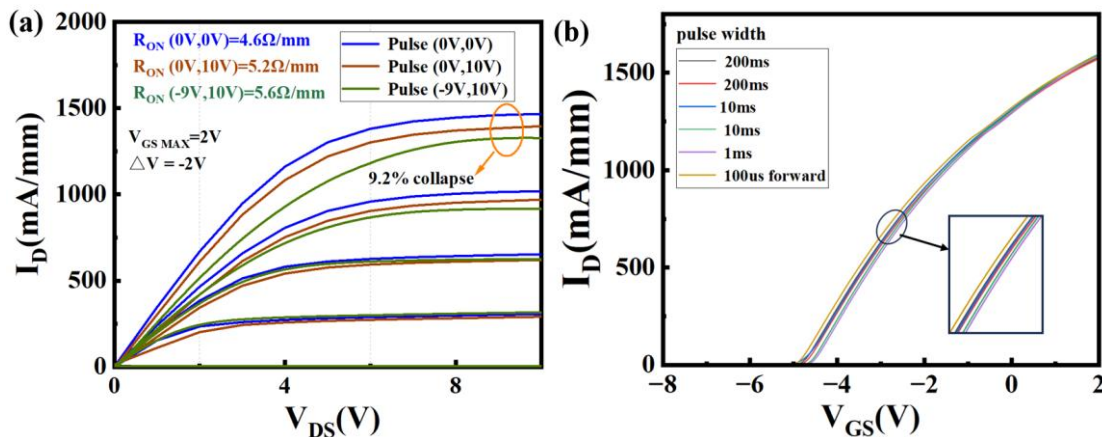 (a)
2000
1500
1000
500
0
I_D(mA/mm)
R_ON (0V,0V)=4.6Ω/mm
R_ON (0V,10V)=5.2Ω/mm
R_ON (-9V,10V)=5.6Ω/mm
V_GS MAX=2V
△V = -2V
Pulse (0V,0V)
Pulse (0V,10V)
Pulse (-9V,10V)
9.2% collapse
0 2 4 6 8
V_DS(V)
(b)
1500
1000
500
0
I_D(mA/mm)
pulse width
200ms
200ms
10ms
10ms
1ms
100us forward
−8 −6 −4 −2 0 2
V_GS(V)